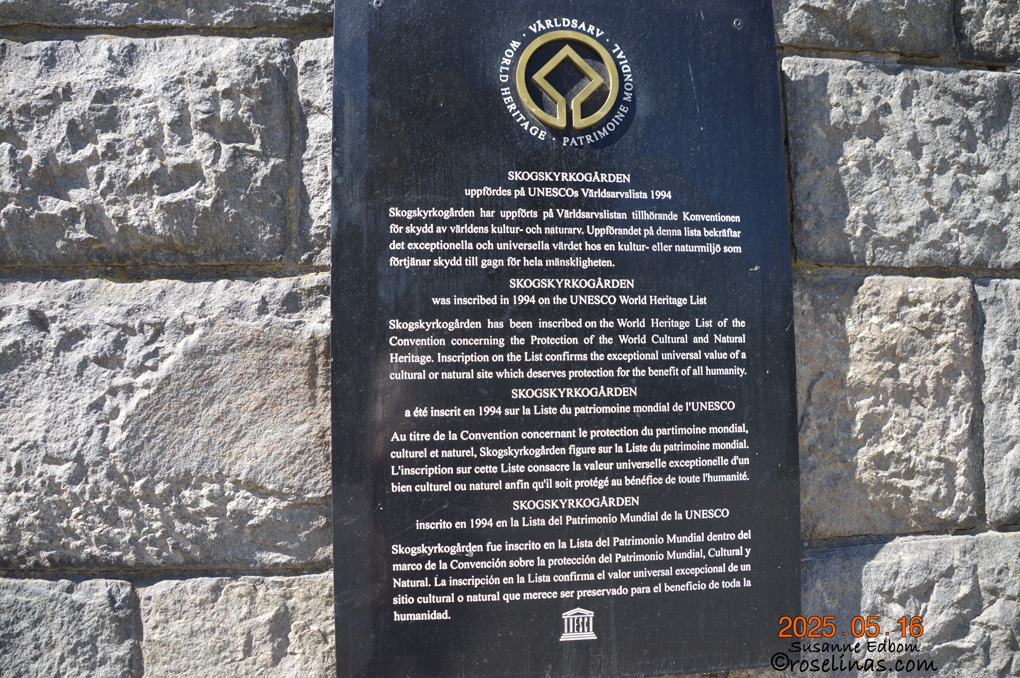 VÄRLDSARV · WORLD HERITAGE · PATRIMOINE MONDIAL ·
SKOGSKYRKOGÅRDEN
uppfördes på UNESCOs Världsarvslista 1994
Skogskyrkogården har uppförts på Världsarvslistan tillhörande Konventionen
för skydd av världens kultur- och naturarv. Uppförandet på denna lista bekräftar
det exceptionella och universella värdet hos en kultur- eller naturmiljö som
förtjänar skydd till gagn för hela mänskligheten.
SKOGSKYRKOGÅRDEN
was inscribed in 1994 on the UNESCO World Heritage List
Skogskyrkogården has been inscribed on the World Heritage List of the
Convention concerning the Protection of the World Cultural and Natural
Heritage. Inscription on the List confirms the exceptional universal value of a
cultural or natural site which deserves protection for the benefit of all humanity.
SKOGSKYRKOGÅRDEN
a été inscrit en 1994 sur la Liste du patriomoine mondial de l'UNESCO
Au titre de la Convention concernant le protection du partimoine mondial,
culturel et naturel, Skogskyrkogården figure sur la Liste du patrimoine mondial.
L'inscription sur cette Liste consacre la valeur universelle exceptionelle d'un
bien culturel ou naturel anfin qu'il soit protégé au bénéfice de toute l'humanité.
SKOGSKYRKOGÅRDEN
inscrito en 1994 en la Lista del Patrimonio Mundial de la UNESCO
Skogskyrkogården fue inscrito en la Lista del Patrimonio Mundial dentro del
marco de la Convención sobre la protección del Patrimonio Mundial, Cultural y
Natural. La inscripción en la Lista confirma el valor universal excepcional de un
sitio cultural o natural que merece ser preservado para el beneficio de toda la
humanidad.
UNESCO
2025.05.16
Susanne Edbom
©roselinas.com